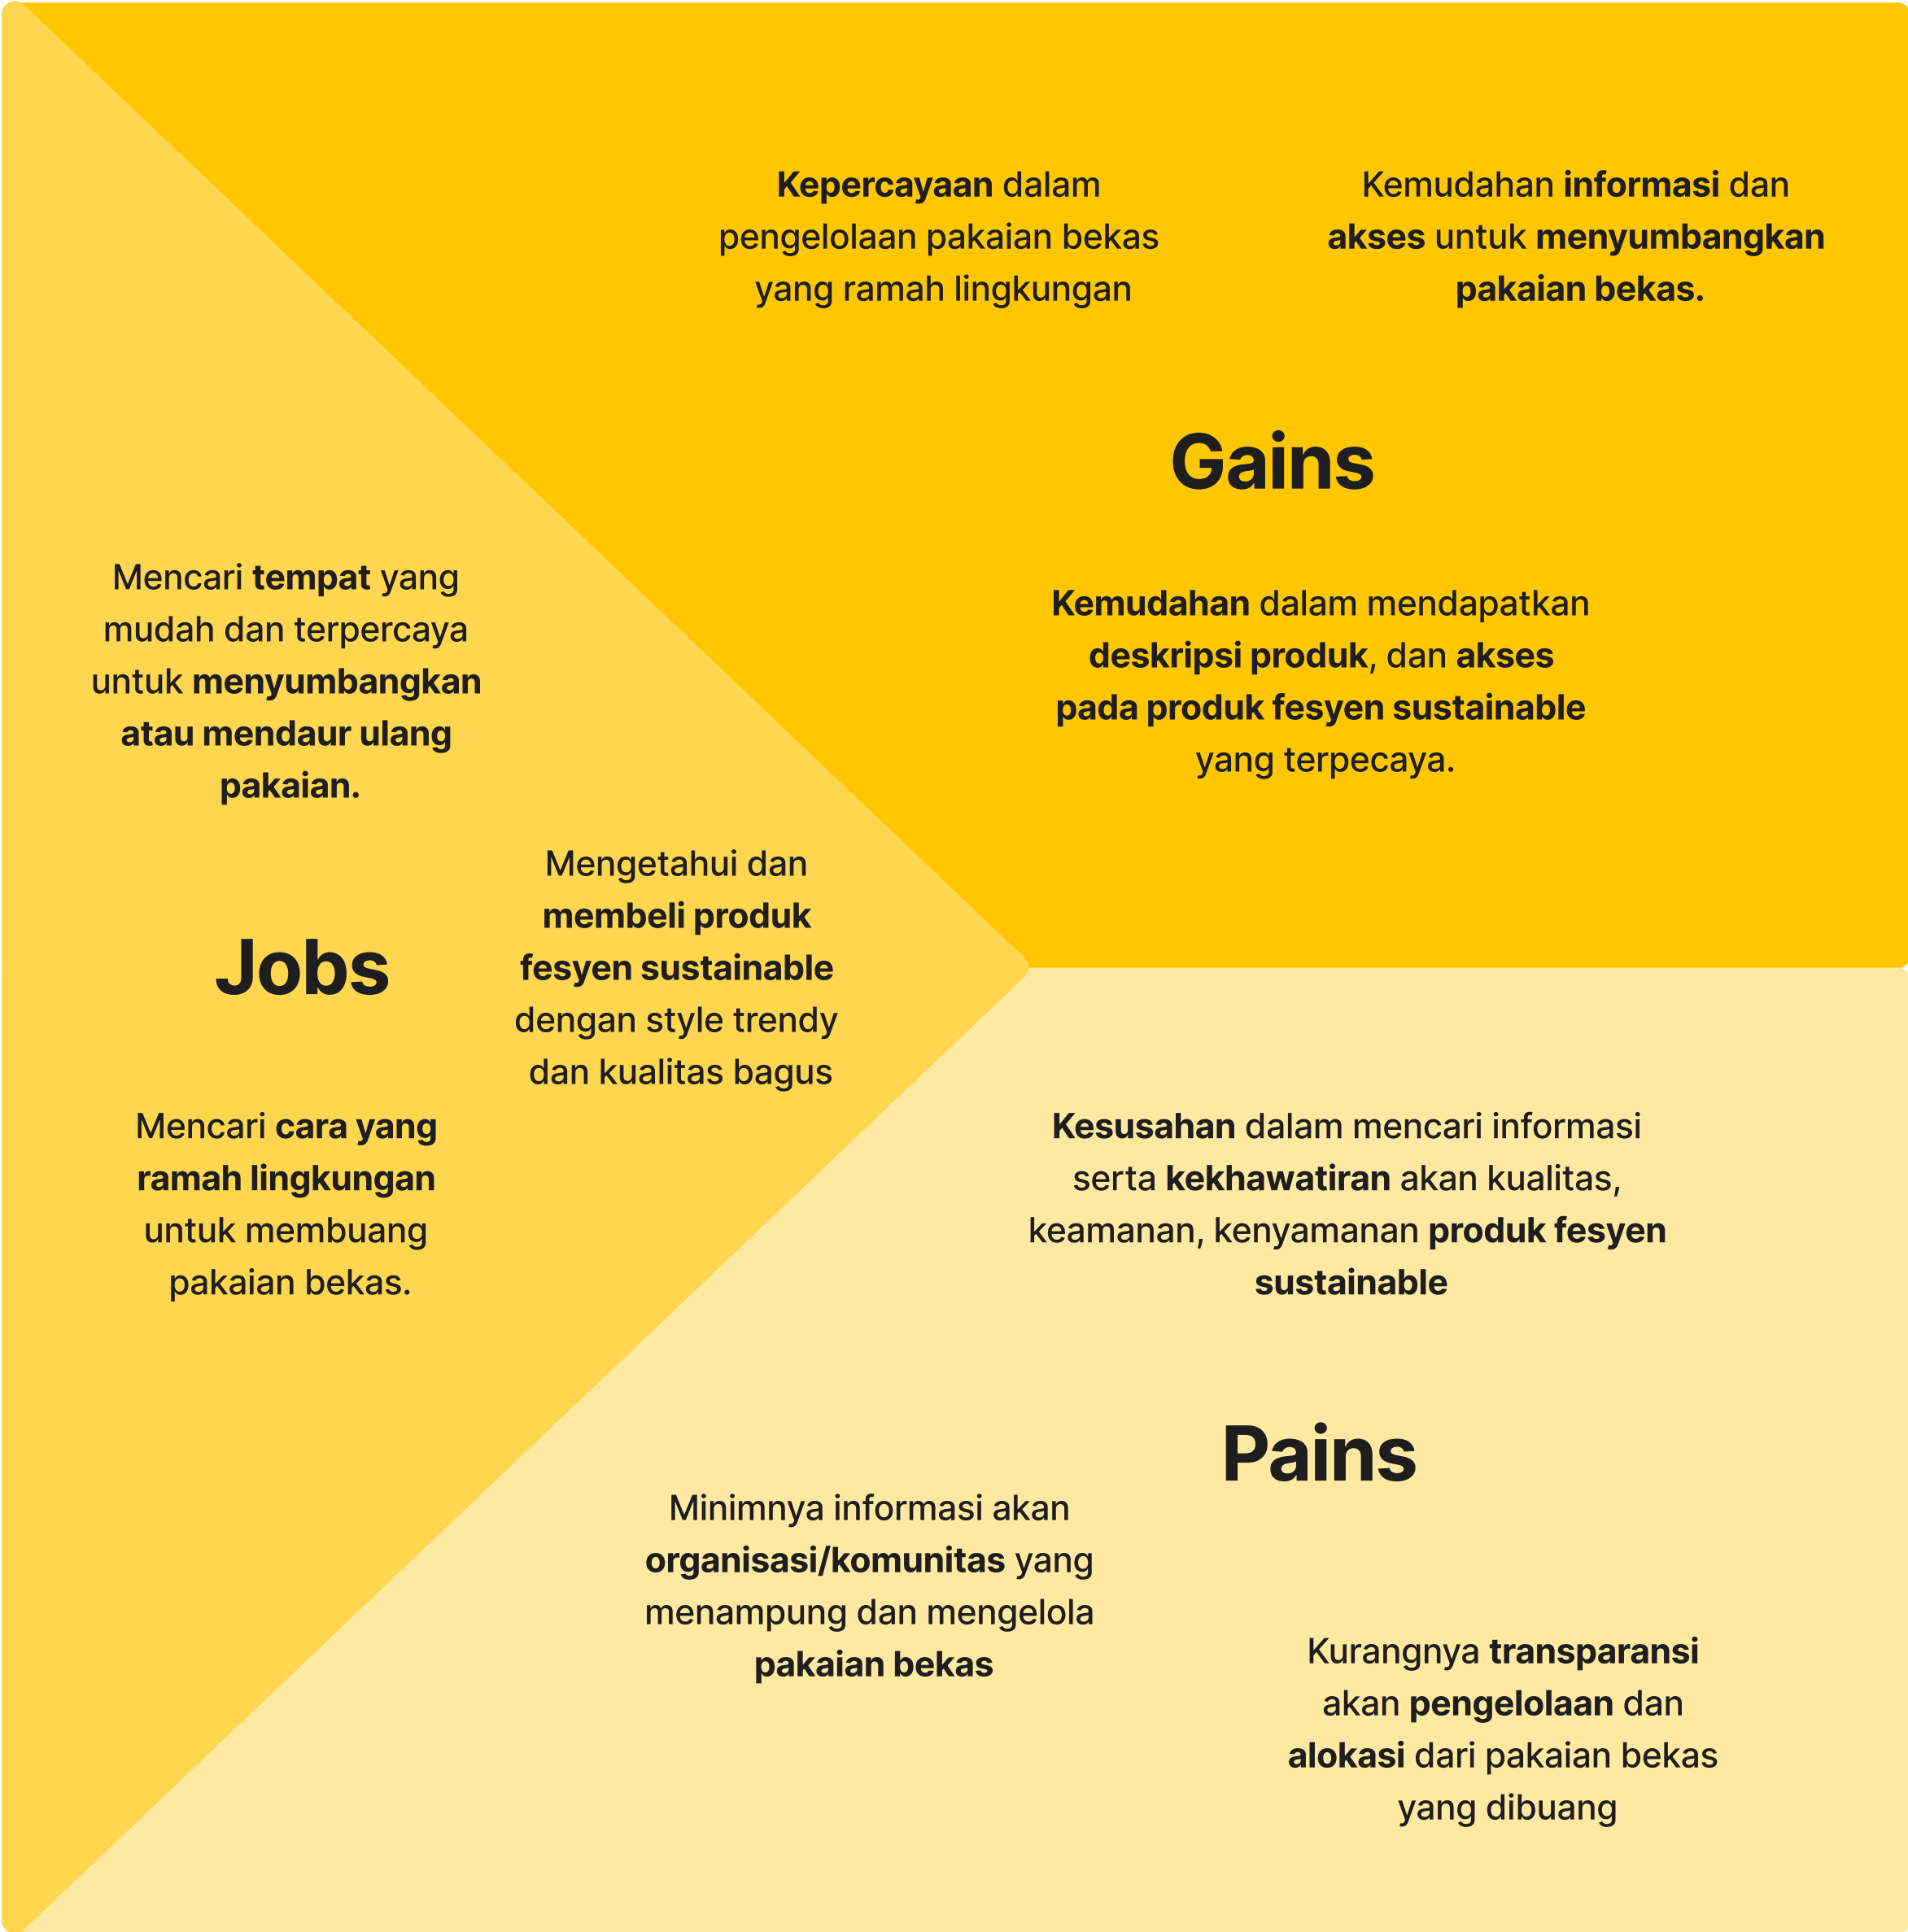 Kepercayaan dalam
pengelolaan pakaian bekas
yang ramah lingkungan
Kemudahan informasi dan
akses untuk menyumbangkan
pakaian bekas.
Gains
Kemudahan dalam mendapatkan
deskripsi produk, dan akses
pada produk fesyen sustainable
yang terpecaya.
Mencari tempat yang
mudah dan terpercaya
untuk menyumbangkan
atau mendaur ulang
pakaian.
Mengetahui dan
membeli produk
fesyen sustainable
dengan style trendy
dan kualitas bagus
Jobs
Mencari cara yang
ramah lingkungan
untuk membuang
pakaian bekas.
Kesusahan dalam mencari informasi
serta kekhawatiran akan kualitas,
keamanan, kenyamanan produk fesyen
sustainable
Pains
Minimnya informasi akan
organisasi/komunitas yang
menampung dan mengelola
pakaian bekas
Kurangnya transparansi
akan pengelolaan dan
alokasi dari pakaian bekas
yang dibuang